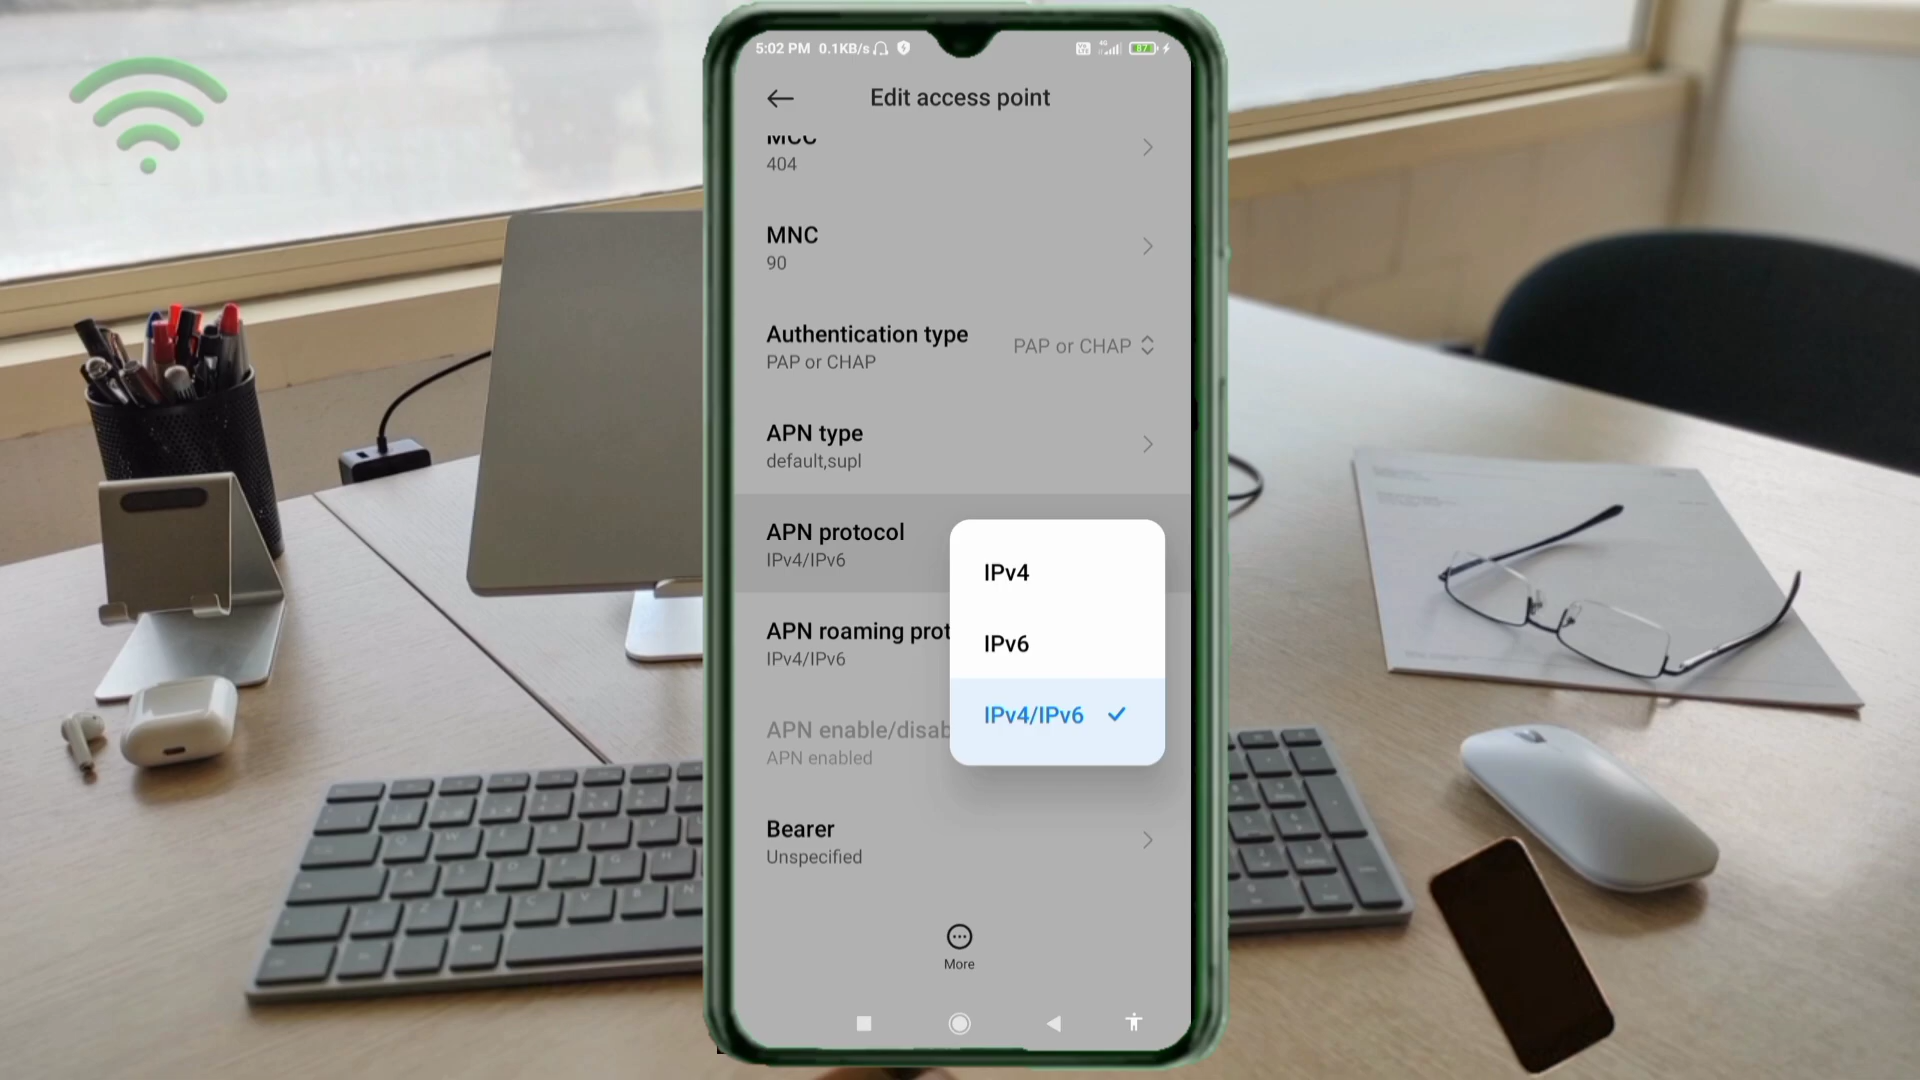 5:02 PM 0.1KB/s 4G 87
Edit access point
MCC
404
MNC
90
Authentication type
PAP or CHAP
PAP or CHAP
APN type
default,supl
APN protocol
IPv4/IPv6
IPv4
IPv6
IPv4/IPv6
APN roaming prot
IPv4/IPv6
APN enable/disab
APN enabled
Bearer
Unspecified
More